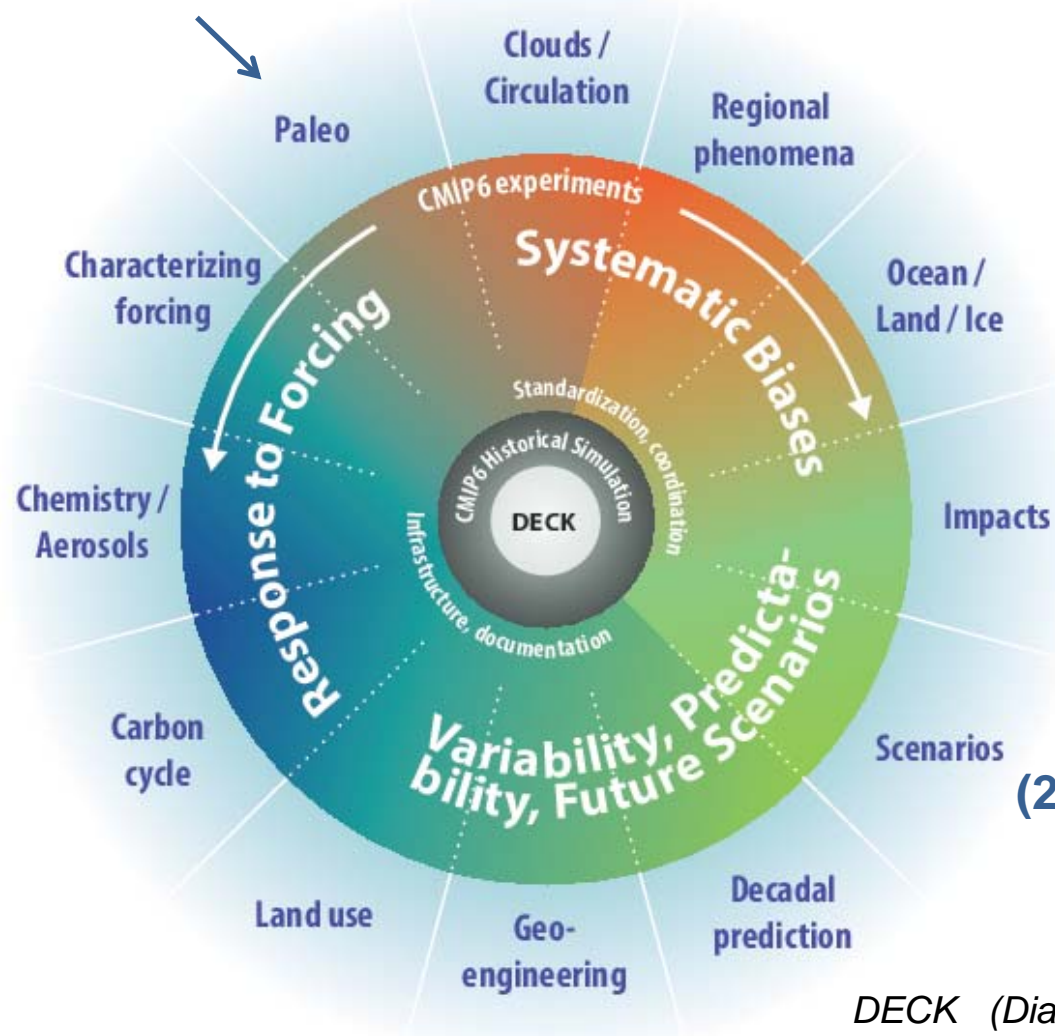 Clouds /
Circulation
Regional
phenomena
Ocean /
Land / Ice
Impacts
Scenarios
(2
Decadal
prediction
Geo-
engineering
Land use
Carbon
cycle
Chemistry /
Aerosols
Characterizing
forcing
Paleo
CMIP6 experiments
Systematic Biases
Variability, Predicta-
bility, Future Scenarios
Response to Forcing
Standardization, coordination
Infrastructure, documentation
CMIP6 Historical Simulation
DECK
DECK (Dia